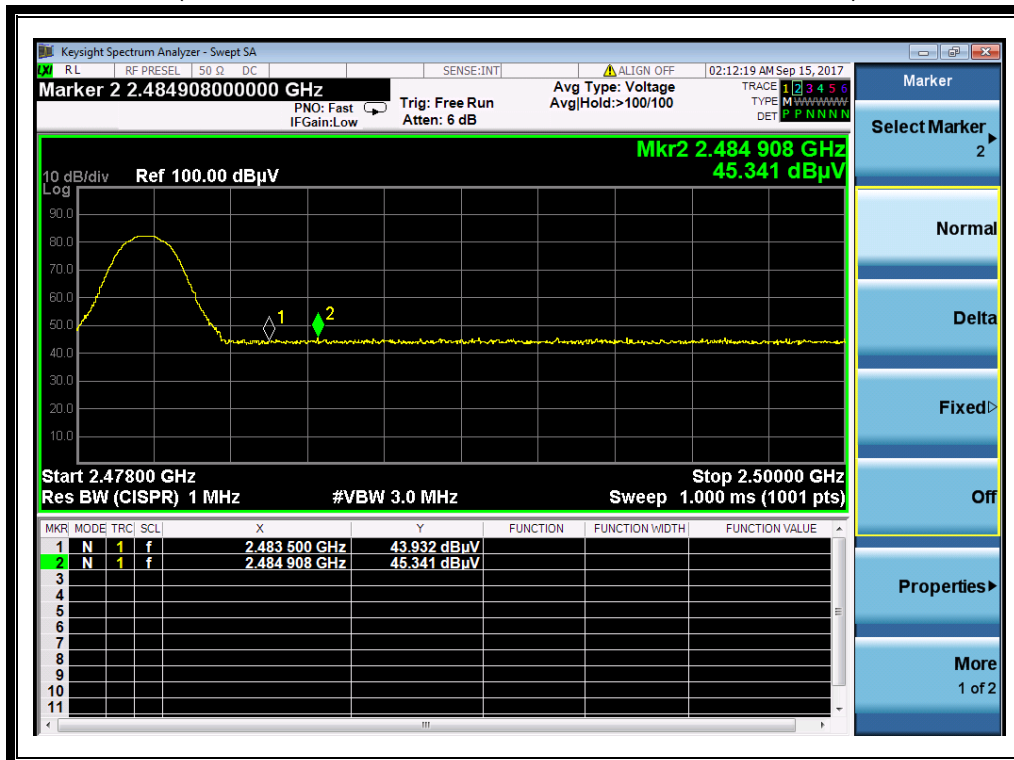 Keysight Spectrum Analyzer - Swept SA
LXI RL RF PRESEL 50 Ω DC SENSE:INT ALIGN OFF 02:12:19 AM Sep 15, 2017
Marker 2 2.484908000000 GHz
PNO: Fast
IFGain:Low
Trig: Free Run
Atten: 6 dB
Avg Type: Voltage
Avg|Hold:>100/100
TRACE 1 2 3 4 5 6
TYPE M W W W W W
DET P P N N N N
Mkr2 2.484 908 GHz
45.341 dBµV
10 dB/div Ref 100.00 dBµV
Log
90.0
80.0
70.0
60.0
50.0
40.0
30.0
20.0
10.0
1
2
Start 2.47800 GHz Stop 2.50000 GHz
Res BW (CISPR) 1 MHz #VBW 3.0 MHz Sweep 1.000 ms (1001 pts)
MKR MODE TRC SCL X Y FUNCTION FUNCTION WIDTH FUNCTION VALUE
1 N 1 f 2.483 500 GHz 43.932 dBµV
2 N 1 f 2.484 908 GHz 45.341 dBµV
3
4
5
6
7
8
9
10
11
Marker
Select Marker
2
Normal
Delta
Fixed
Off
Properties
More
1 of 2